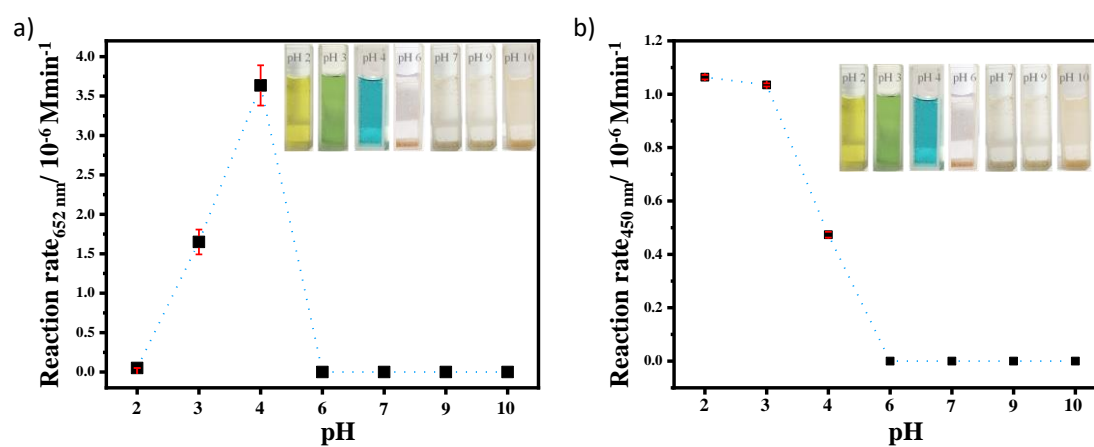 a)
Reaction rate652 nm/ 10-6 Mmin-1
4.0
3.5
3.0
2.5
2.0
1.5
1.0
0.5
0.0
pH 2 pH 3 pH 4 pH 6 pH 7 pH 9 pH 10
2 3 4 6 7 9 10
pH
b)
Reaction rate450 nm/ 10-6 Mmin-1
1.2
1.0
0.8
0.6
0.4
0.2
0.0
pH 2 pH 3 pH 4 pH 6 pH 7 pH 9 pH 10
2 3 4 6 7 9 10
pH